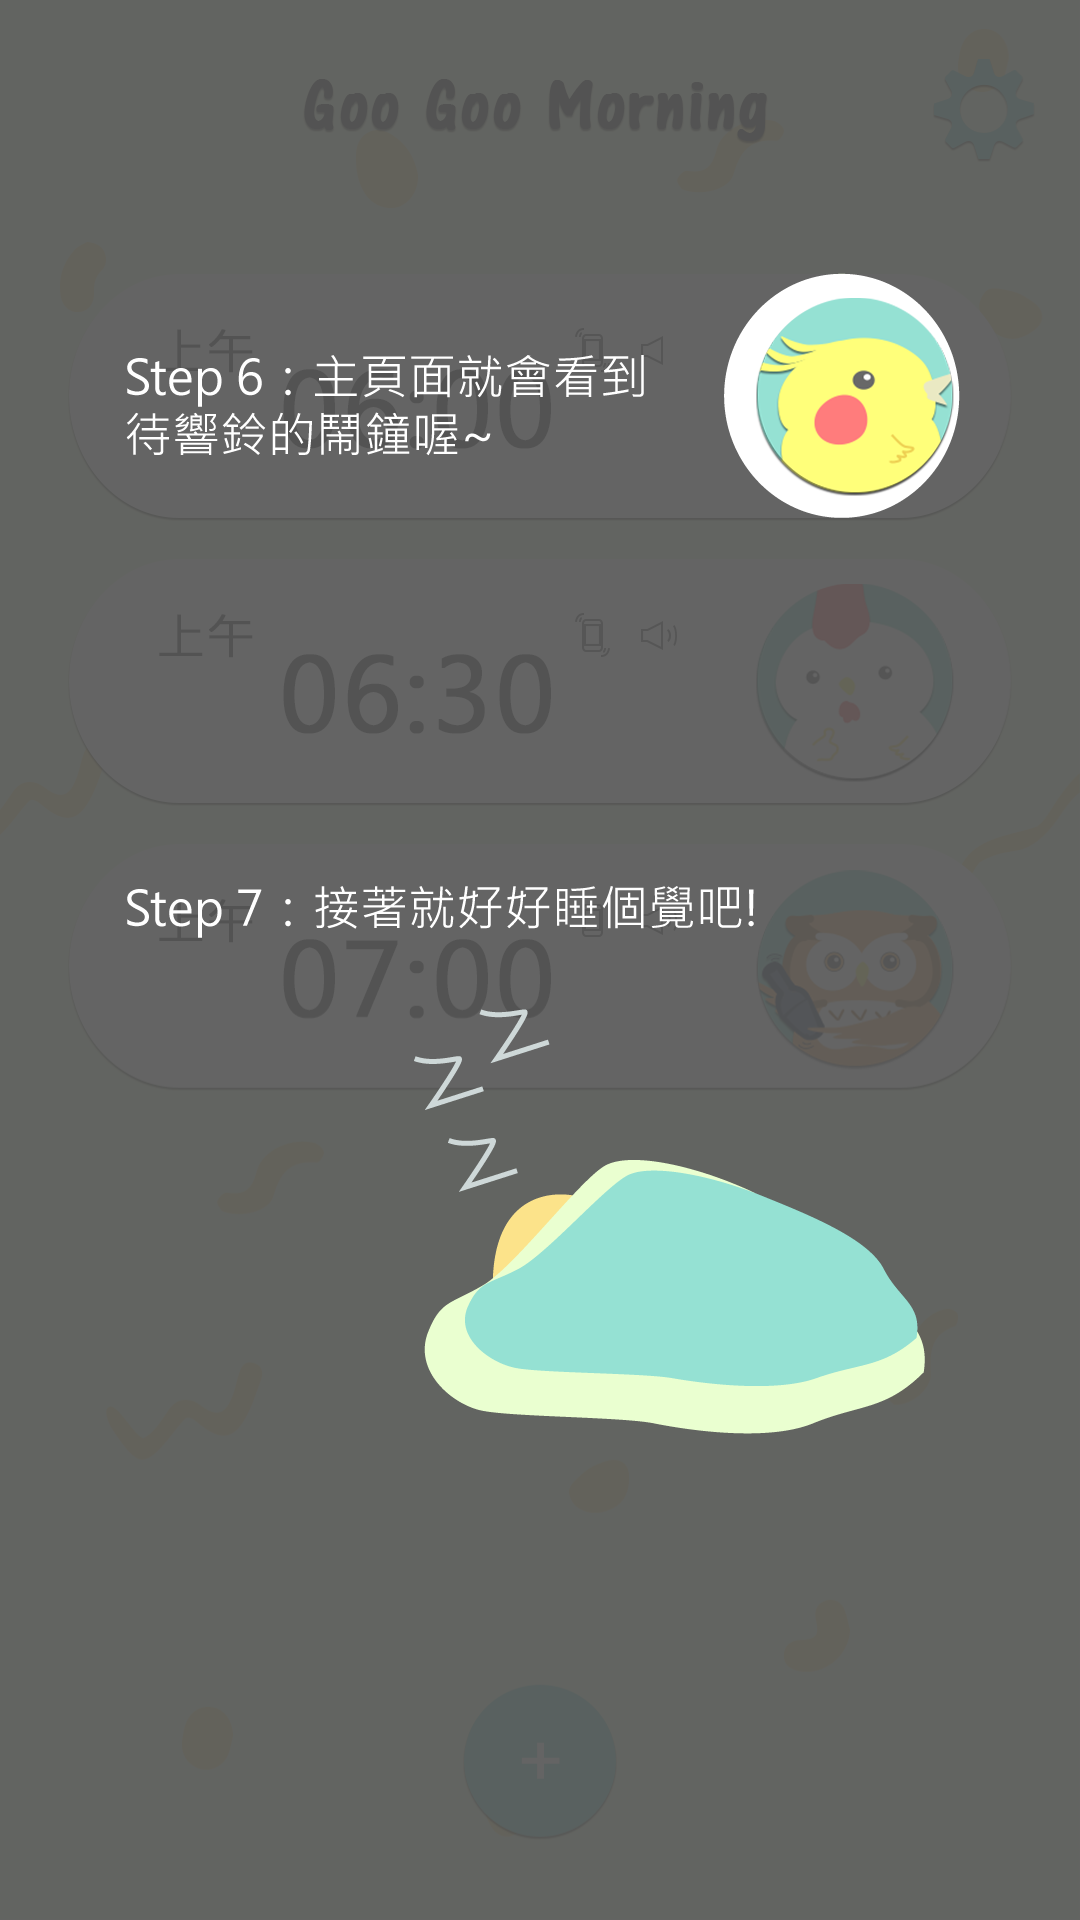 Goo Goo Morning
上午
06:00
Step 6：主頁面就會看到
待響鈴的鬧鐘喔~
上午
06:30
Step 7：接著就好好睡個覺吧!
上午
07:00
Z
Z
Z
+